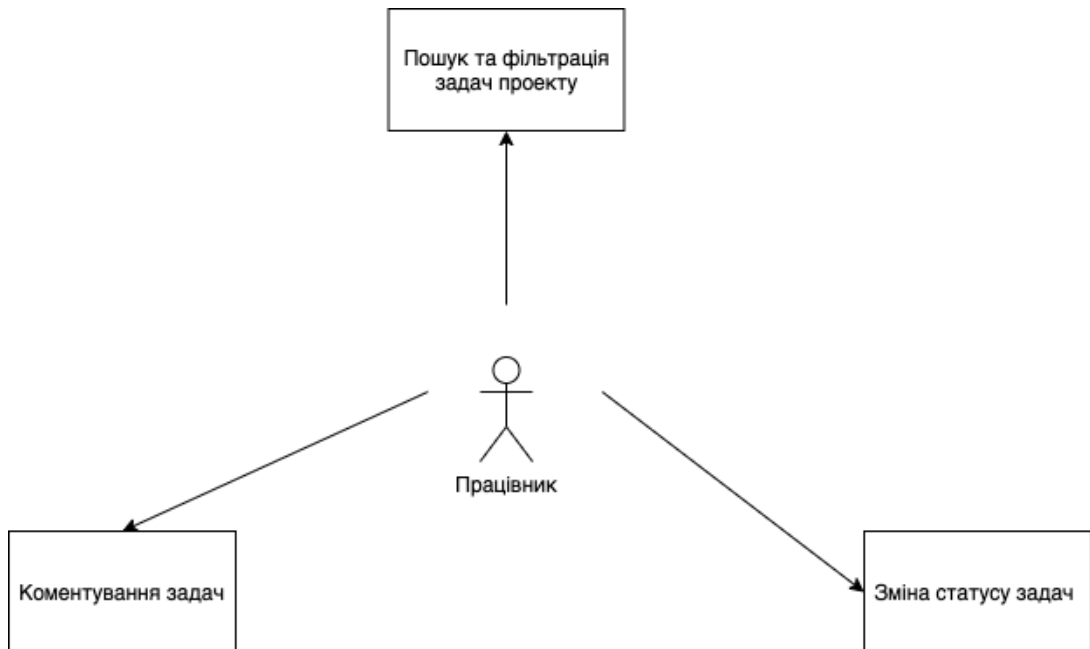 Пошук та фільтрація
задач проекту
Працівник
Коментування задач
Зміна статусу задач